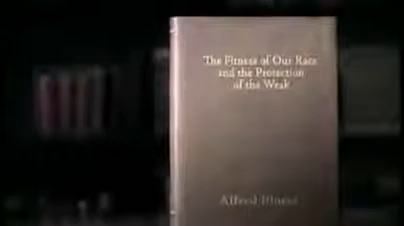 The Fitness of Our Race
and the Protection
of the Weak
Alfred